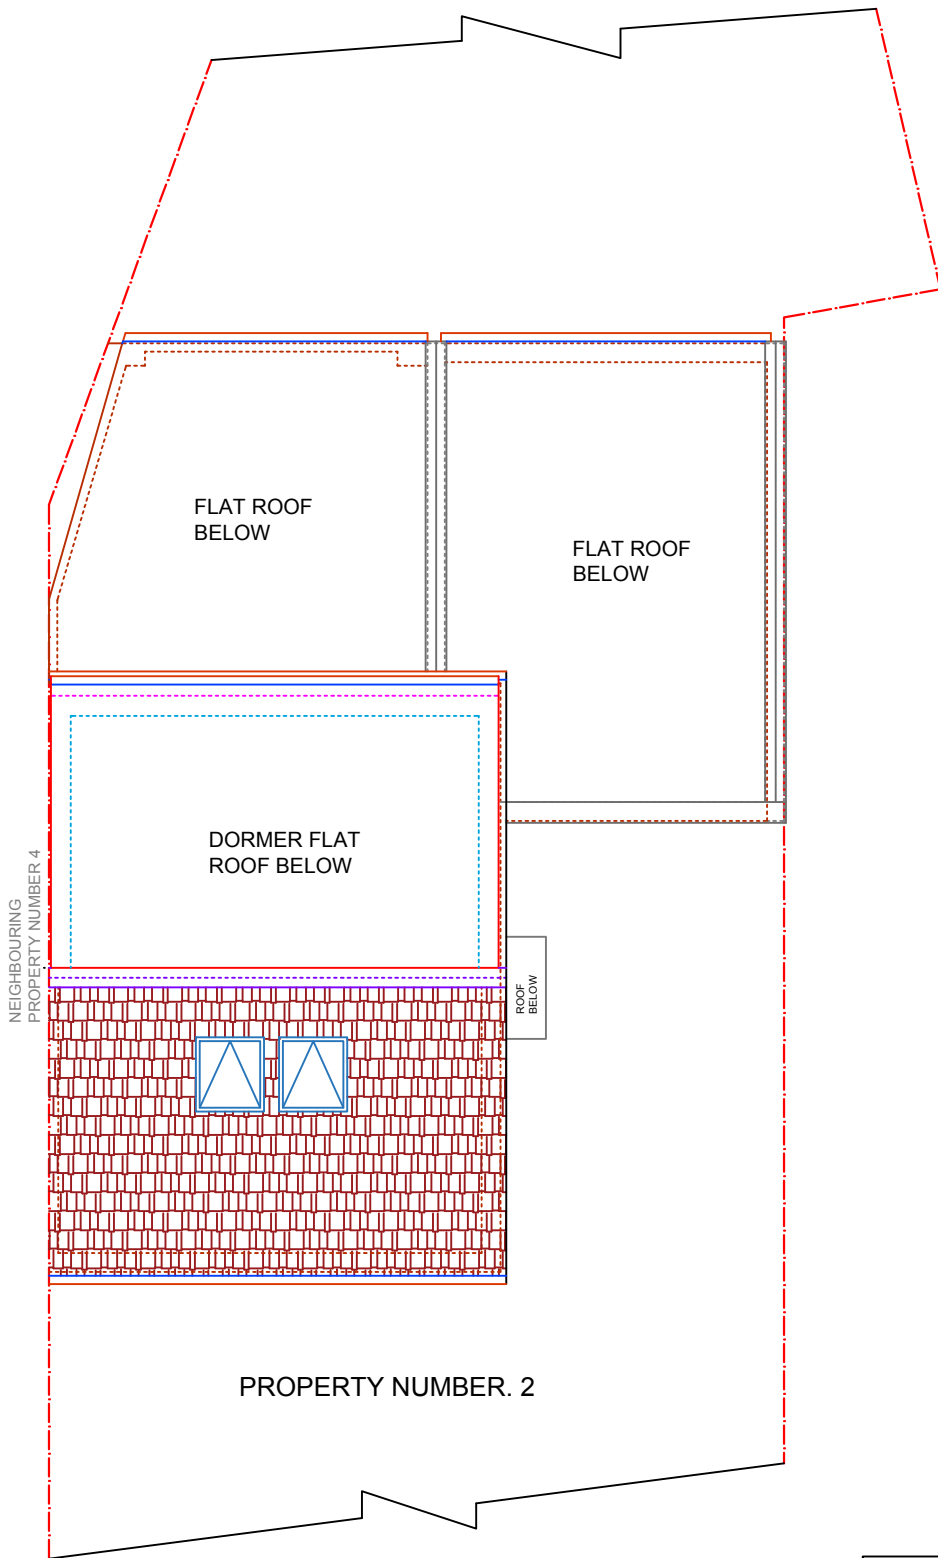 FLAT ROOF
BELOW
FLAT ROOF
BELOW
DORMER FLAT
ROOF BELOW
NEIGHBOURING
PROPERTY NUMBER 4
ROOF
BELOW
PROPERTY NUMBER. 2